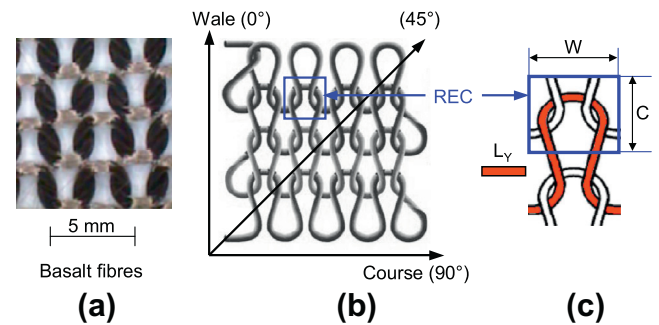 Wale (0°)
(45°)
W
REC
C
L_Y
5 mm
Basalt fibres
Course (90°)
(a)
(b)
(c)